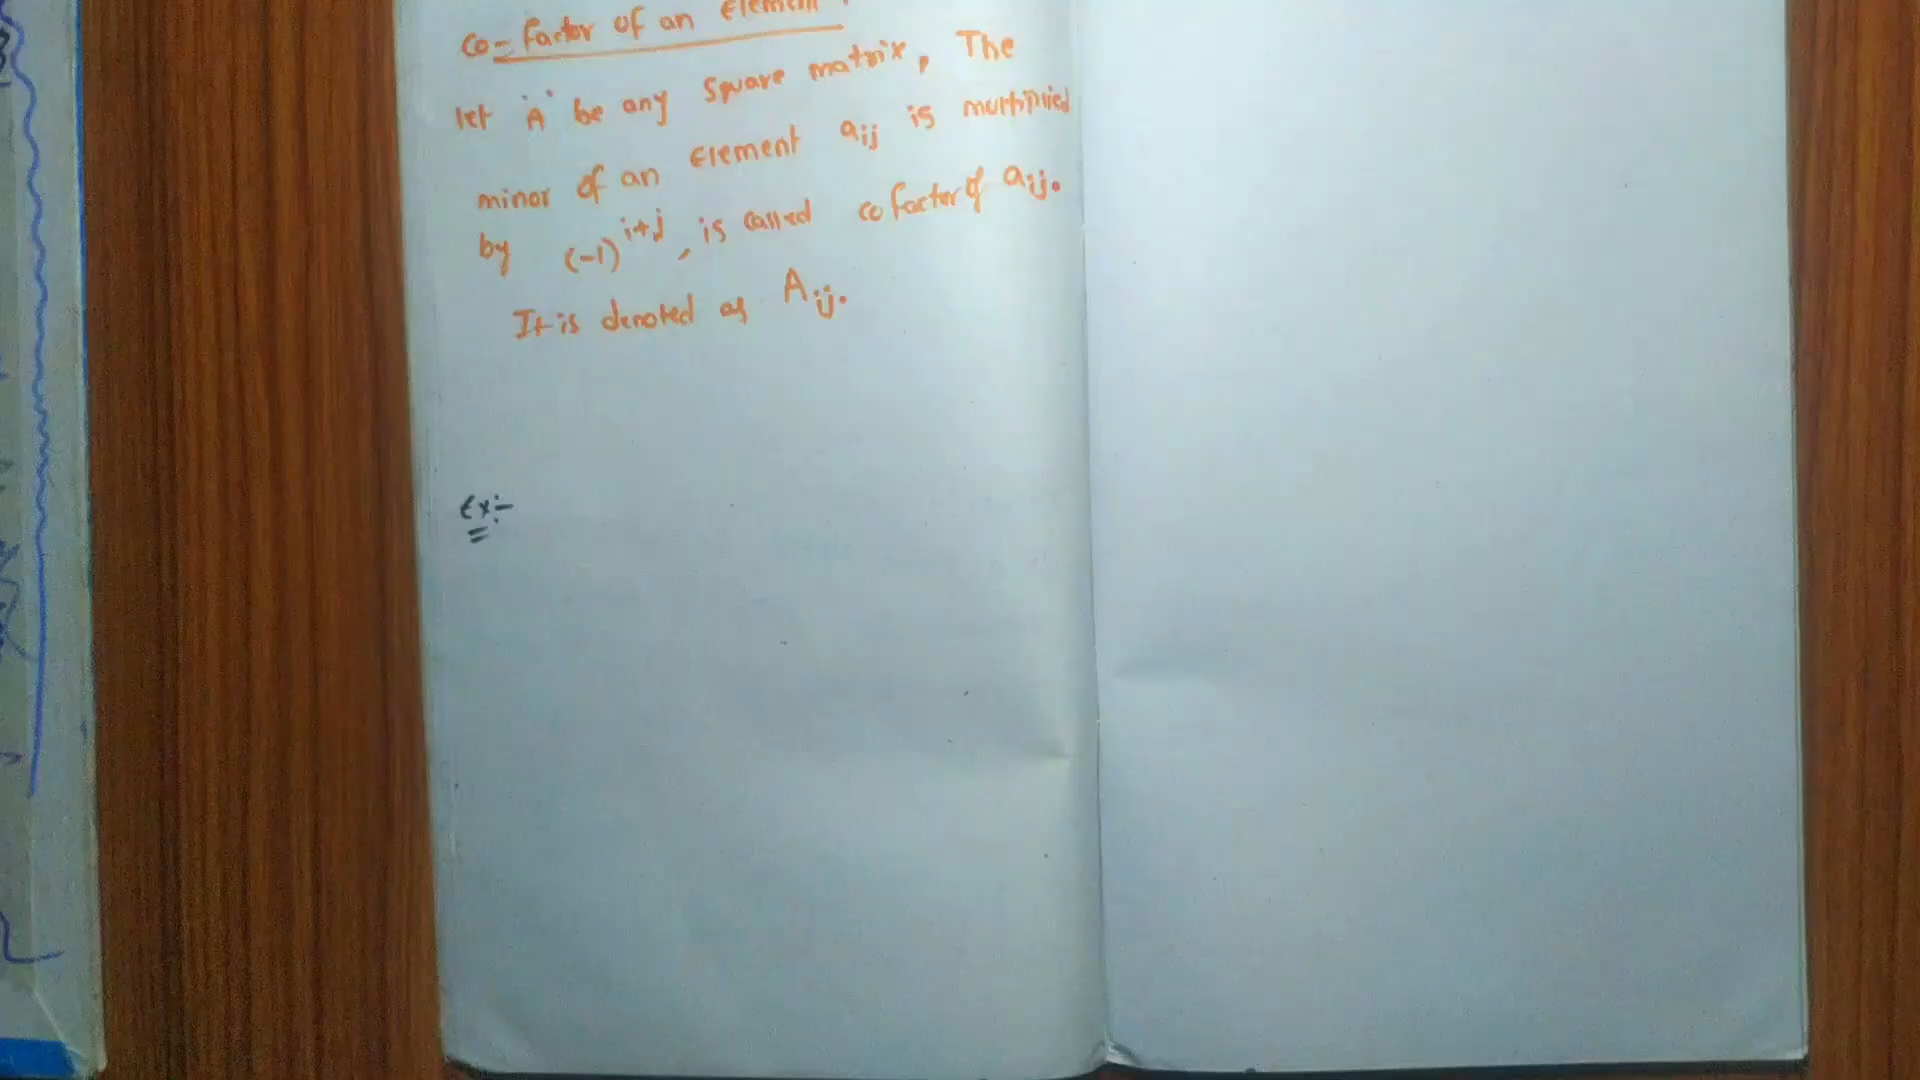 Co-factor of an Element
let 'A' be any square matrix, The
minor of an Element aij is multiplied
by (-1)^i+j, is called cofactor of aij.
It is denoted as Aij.
Ex:-